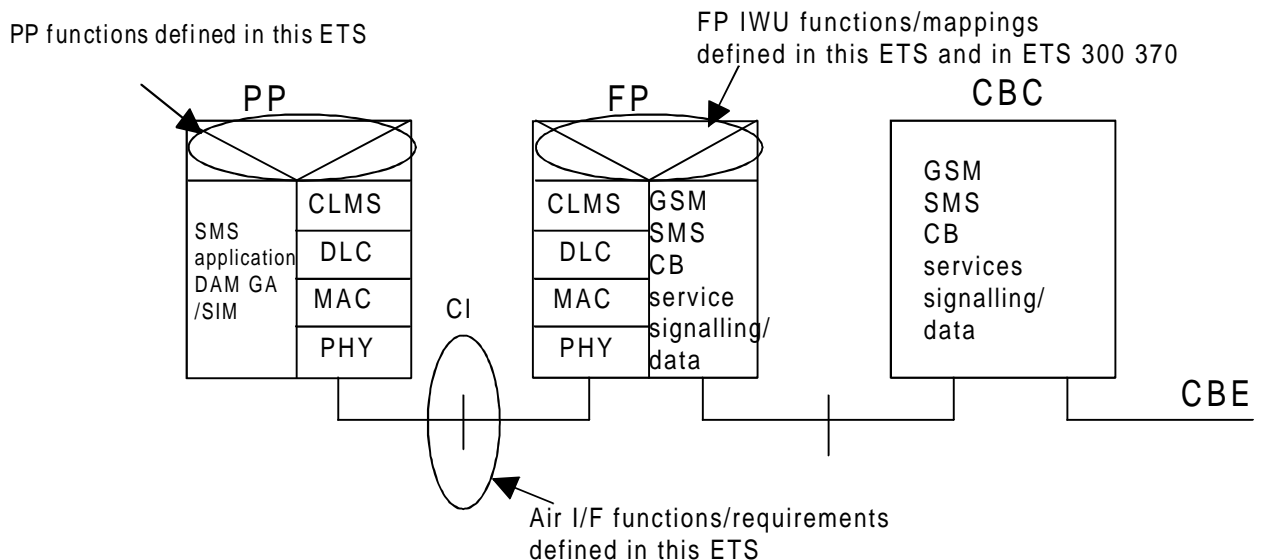 PP functions defined in this ETS
FP IWU functions/mappings
defined in this ETS and in ETS 300 370
PP
FP
CBC
SMS
application
DAM GA
/SIM
CLMS
DLC
MAC
PHY
CI
CLMS
DLC
MAC
PHY
GSM
SMS
CB
service
signalling/
data
GSM
SMS
CB
services
signalling/
data
CBE
Air I/F functions/requirements
defined in this ETS